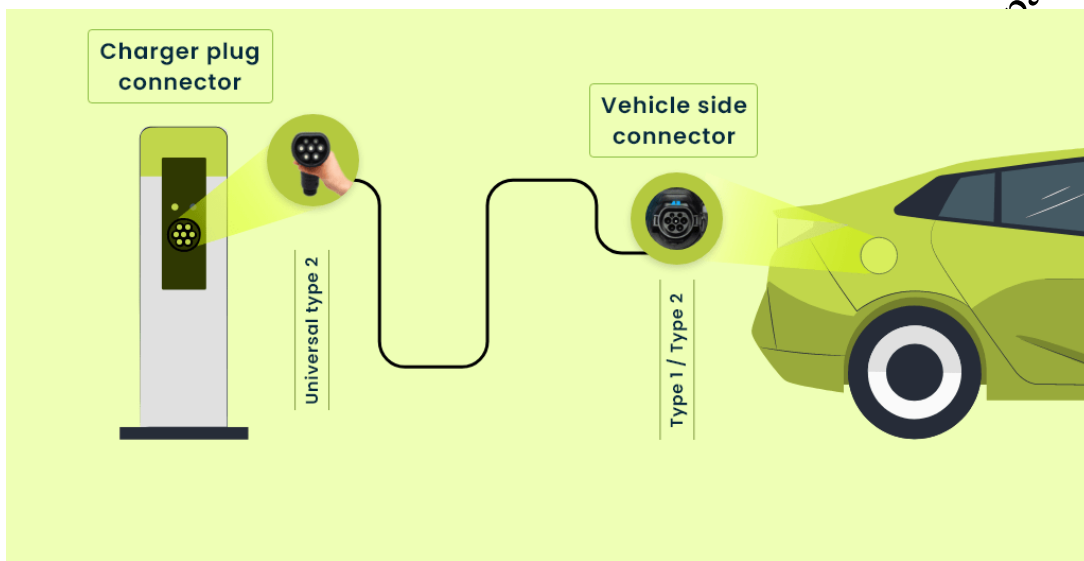 Charger plug
connector
Vehicle side
connector
Universal type 2
Type 1 / Type 2